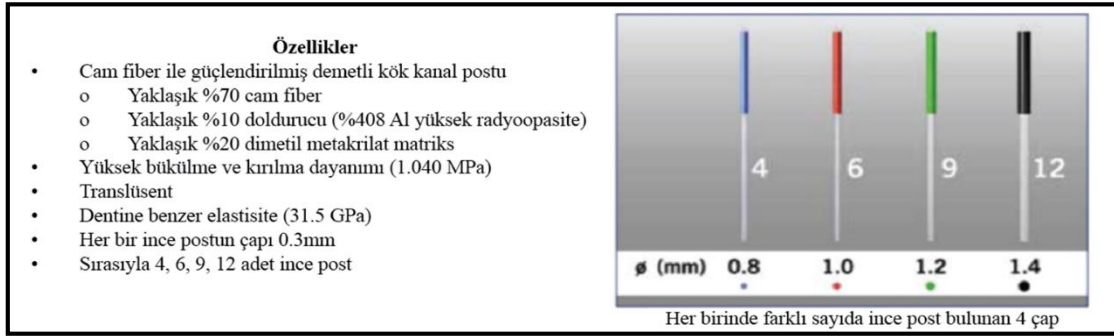 Özellikler
• Cam fiber ile güçlendirilmiş demetli kök kanal postu
o Yaklaşık %70 cam fiber
o Yaklaşık %10 doldurucu (%408 Al yüksek radyoopasite)
o Yaklaşık %20 dimetil metakrilat matriks
• Yüksek bükülme ve kırılma dayanımı (1.040 MPa)
• Translüsent
• Dentine benzer elastisite (31.5 GPa)
• Her bir ince postun çapı 0.3mm
• Sırasıyla 4, 6, 9, 12 adet ince post
4 6 9 12
ø (mm) 0.8 1.0 1.2 1.4
Her birinde farklı sayıda ince post bulunan 4 çap